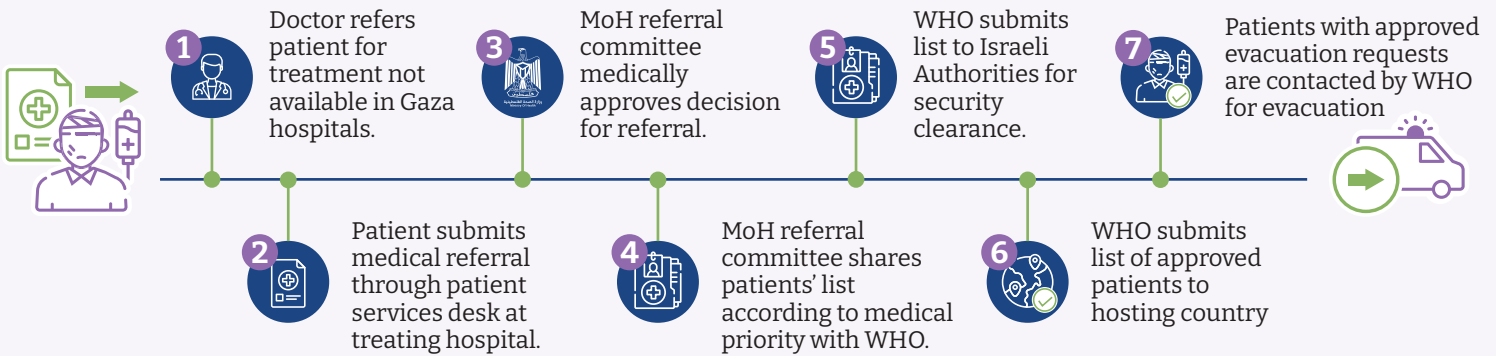 1
Doctor refers
patient for
treatment not
available in Gaza
hospitals.
2
Patient submits
medical referral
through patient
services desk at
treating hospital.
3
MoH referral
committee
medically
approves decision
for referral.
4
MoH referral
committee shares
patients’ list
according to medical
priority with WHO.
5
WHO submits
list to Israeli
Authorities for
security
clearance.
6
WHO submits
list of approved
patients to
hosting country
7
Patients with approved
evacuation requests
are contacted by WHO
for evacuation